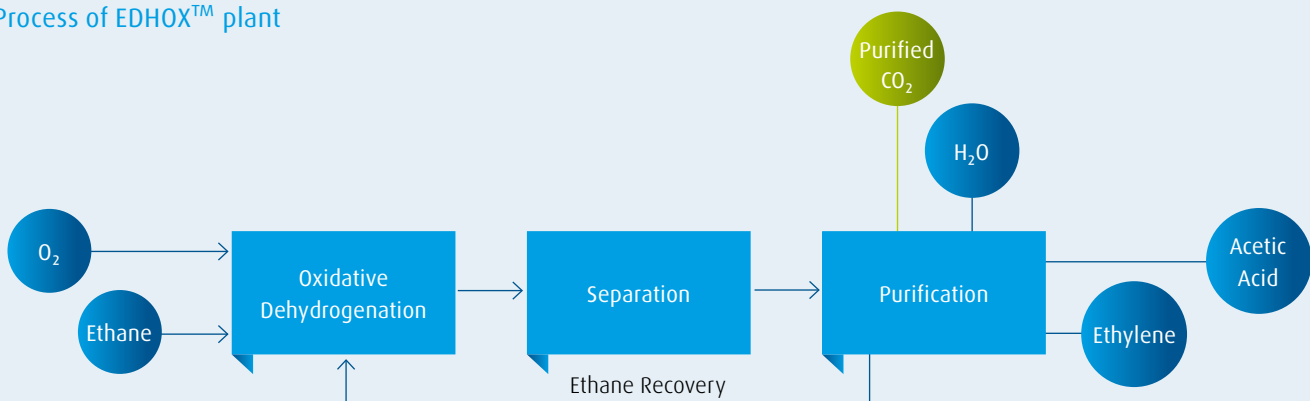 Process of EDHOX™ plant
Purified
CO₂
H₂O
O₂
Ethane
Oxidative
Dehydrogenation
Separation
Purification
Acetic
Acid
Ethylene
Ethane Recovery